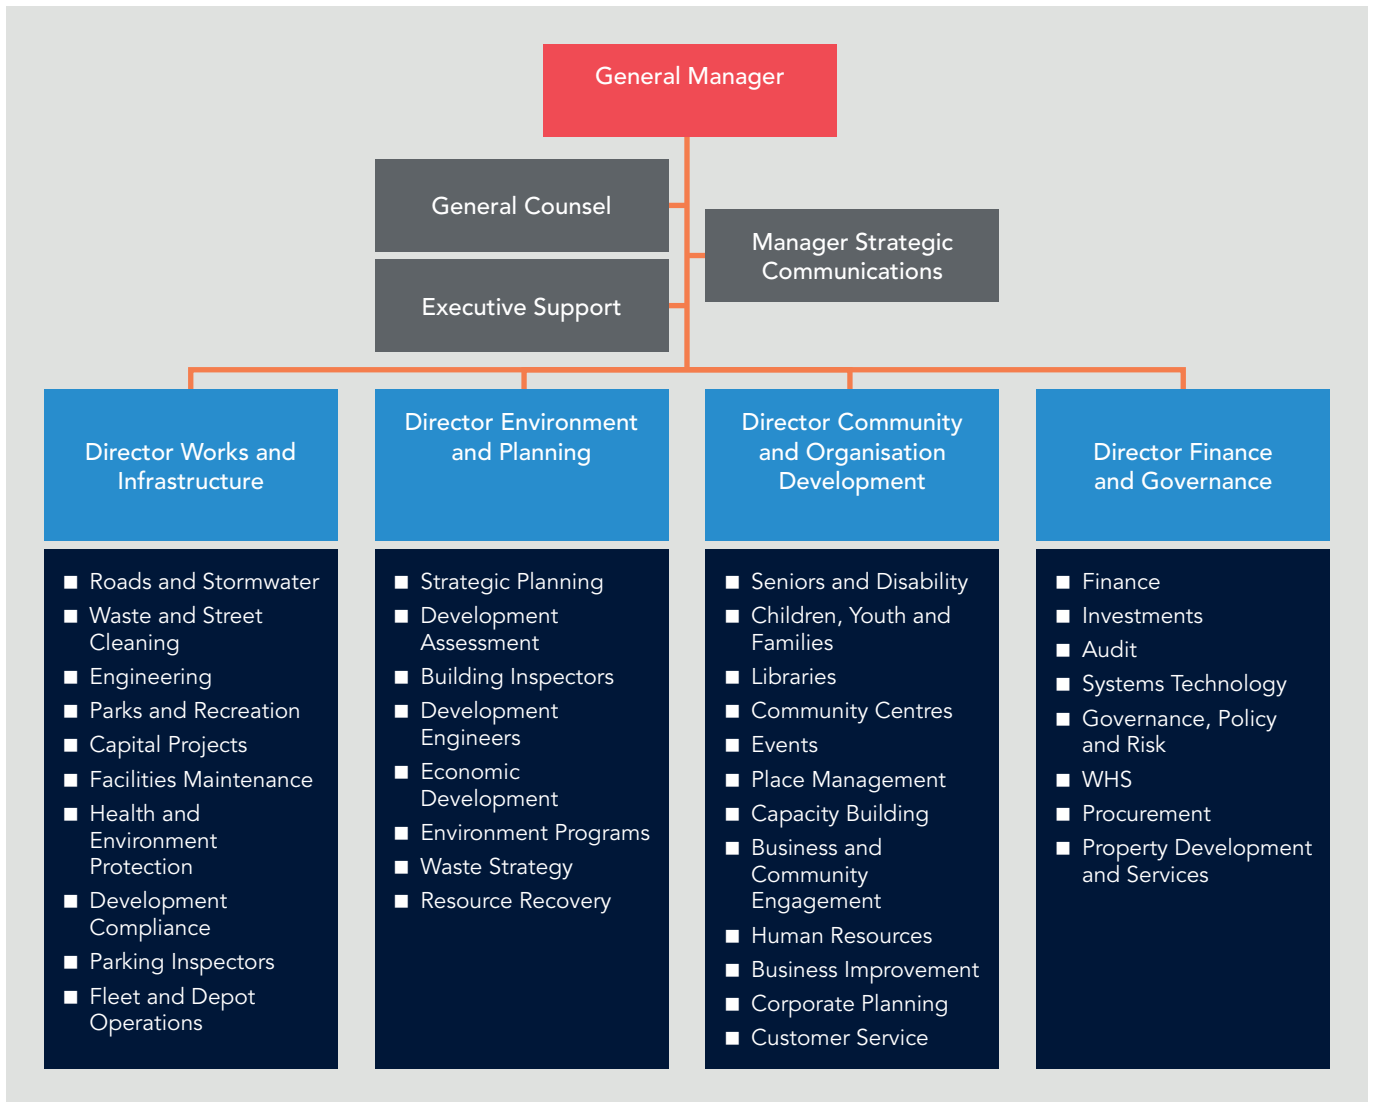 General Manager
General Counsel
Manager Strategic
Communications
Executive Support
Director Works and
Infrastructure
■ Roads and Stormwater
■ Waste and Street
Cleaning
■ Engineering
■ Parks and Recreation
■ Capital Projects
■ Facilities Maintenance
■ Health and
Environment
Protection
■ Development
Compliance
■ Parking Inspectors
■ Fleet and Depot
Operations
Director Environment
and Planning
■ Strategic Planning
■ Development
Assessment
■ Building Inspectors
■ Development
Engineers
■ Economic
Development
■ Environment Programs
■ Waste Strategy
■ Resource Recovery
Director Community
and Organisation
Development
■ Seniors and Disability
■ Children, Youth and
Families
■ Libraries
■ Community Centres
■ Events
■ Place Management
■ Capacity Building
■ Business and
Community
Engagement
■ Human Resources
■ Business Improvement
■ Corporate Planning
■ Customer Service
Director Finance
and Governance
■ Finance
■ Investments
■ Audit
■ Systems Technology
■ Governance, Policy
and Risk
■ WHS
■ Procurement
■ Property Development
and Services